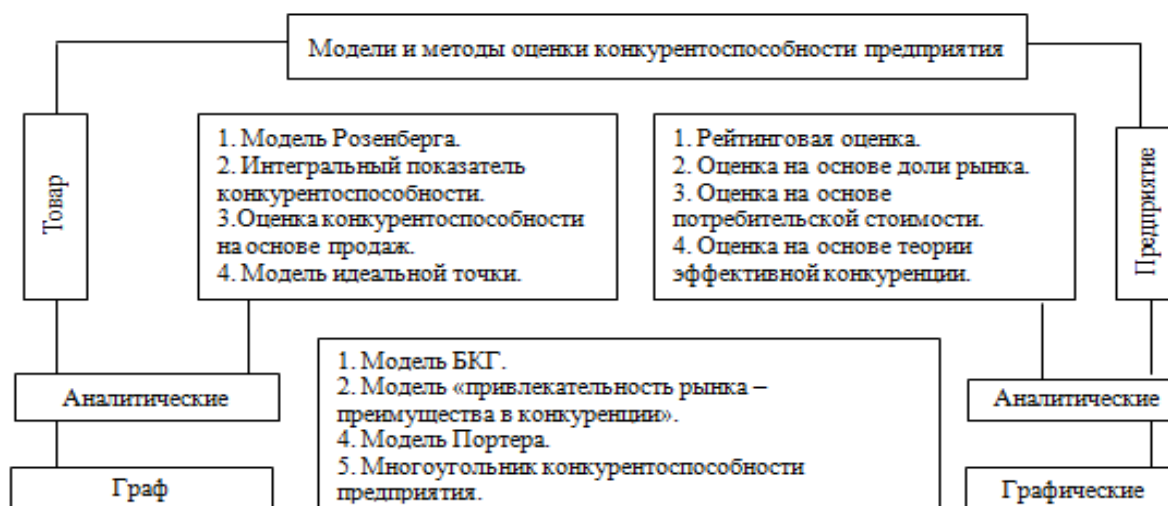 Модели и методы оценки конкурентоспособности предприятия
Товар
1. Модель Розенберга.
2. Интегральный показатель
конкурентоспособности.
3.Оценка конкурентоспособности
на основе продаж.
4. Модель идеальной точки.
1. Рейтинговая оценка.
2. Оценка на основе доли рынка.
3. Оценка на основе
потребительской стоимости.
4. Оценка на основе теории
эффективной конкуренции.
Предприятие
Аналитические
1. Модель БКГ.
2. Модель «привлекательность рынка –
преимущества в конкуренции».
4. Модель Портера.
5. Многоугольник конкурентоспособности
предприятия.
Аналитические
Граф
Графические